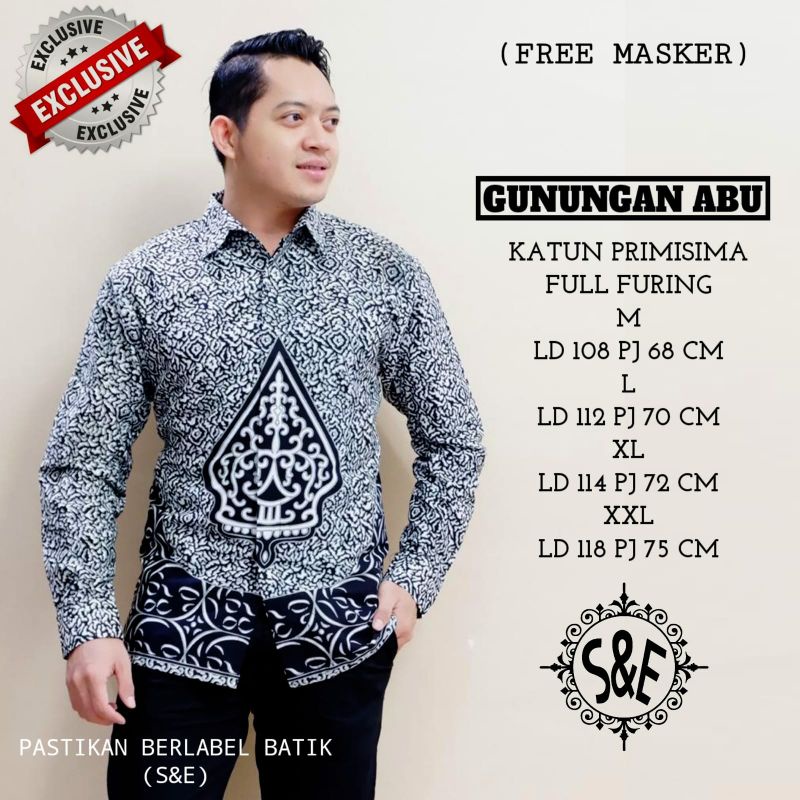 EXCLUSIVE
EXCLUSIVE
EXCLUSIVE
(FREE MASKER)
GUNUNGAN ABU
KATUN PRIMISIMA
FULL FURING
M
LD 108 PJ 68 CM
L
LD 112 PJ 70 CM
XL
LD 114 PJ 72 CM
XXL
LD 118 PJ 75 CM
S&E
PASTIKAN BERLABEL BATIK
(S&E)